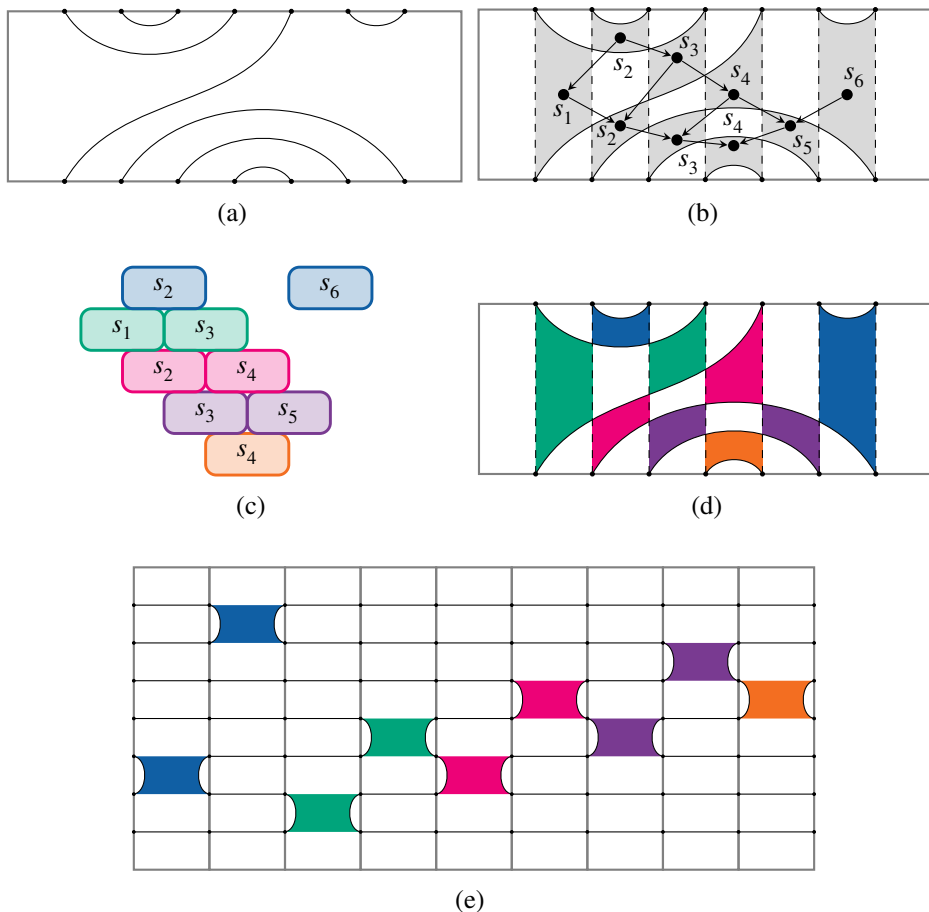 (a)
s₂ s₃ s₄ s₆
s₁ s₂ s₄ s₅
s₃
(b)
s₂ s₆
s₁ s₃
s₂ s₄
s₃ s₅
s₄
(c)
(d)
(e)